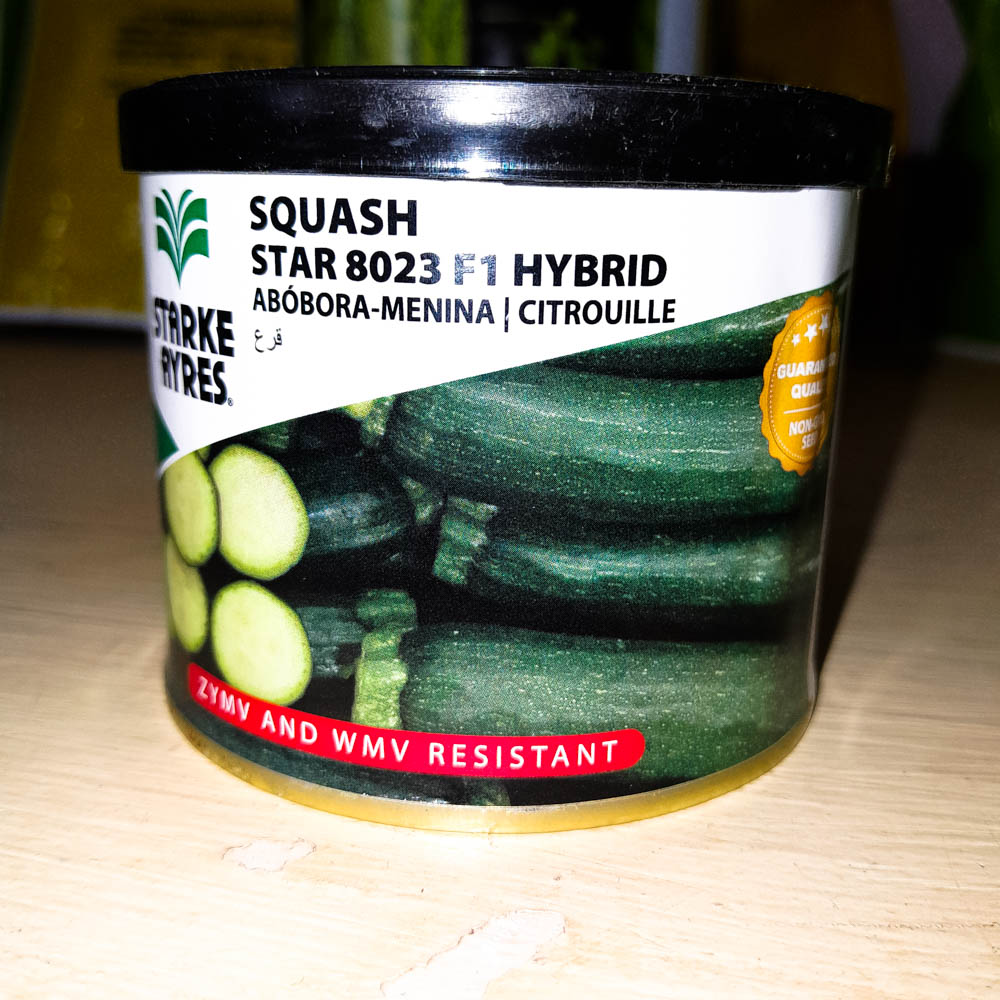 SQUASH
STAR 8023 F1 HYBRID
ABÓBORA-MENINA | CITROUILLE
قرع
STARKE
AYRES®
ZYMV AND WMV RESISTANT